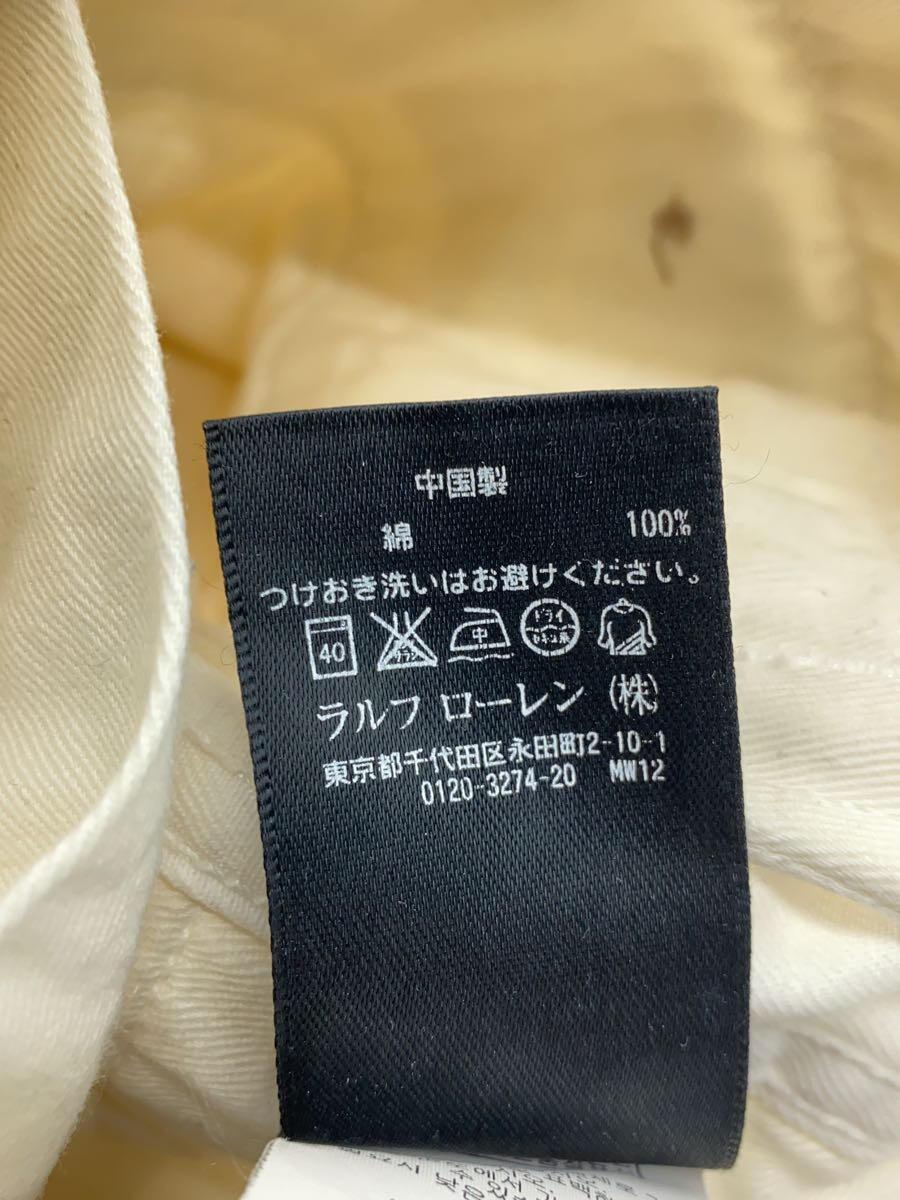 中国製
綿 100%
つけおき洗いはお避けください。
40 中 ドライ
ラルフ ローレン (株)
東京都千代田区永田町2-10-1
0120-3274-20 MW12